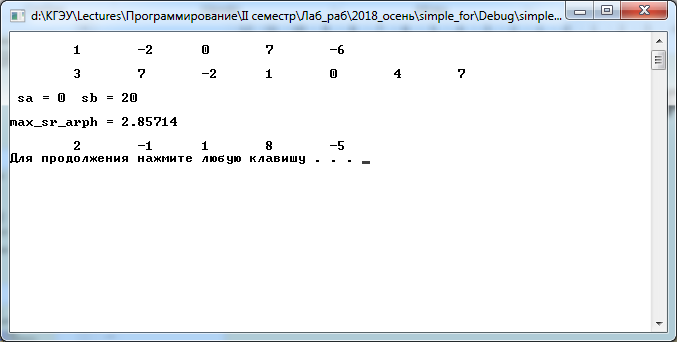 d:\КГЭУ\Lectures\Программирование\II семестр\Лаб_раб\2018_осень\simple_for\Debug\simple...
1 -2 0 7 -6
3 7 -2 1 0 4 7
sa = 0 sb = 20
max_sr_arph = 2.85714
2 -1 1 8 -5
Для продолжения нажмите любую клавишу . . .